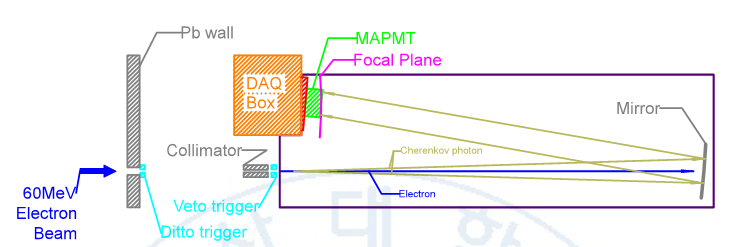 Pb wall
MAPMT
Focal Plane
DAQ
Box
Mirror
Collimator
Cherenkov photon
60MeV
Electron
Beam
Electron
Veto trigger
Ditto trigger